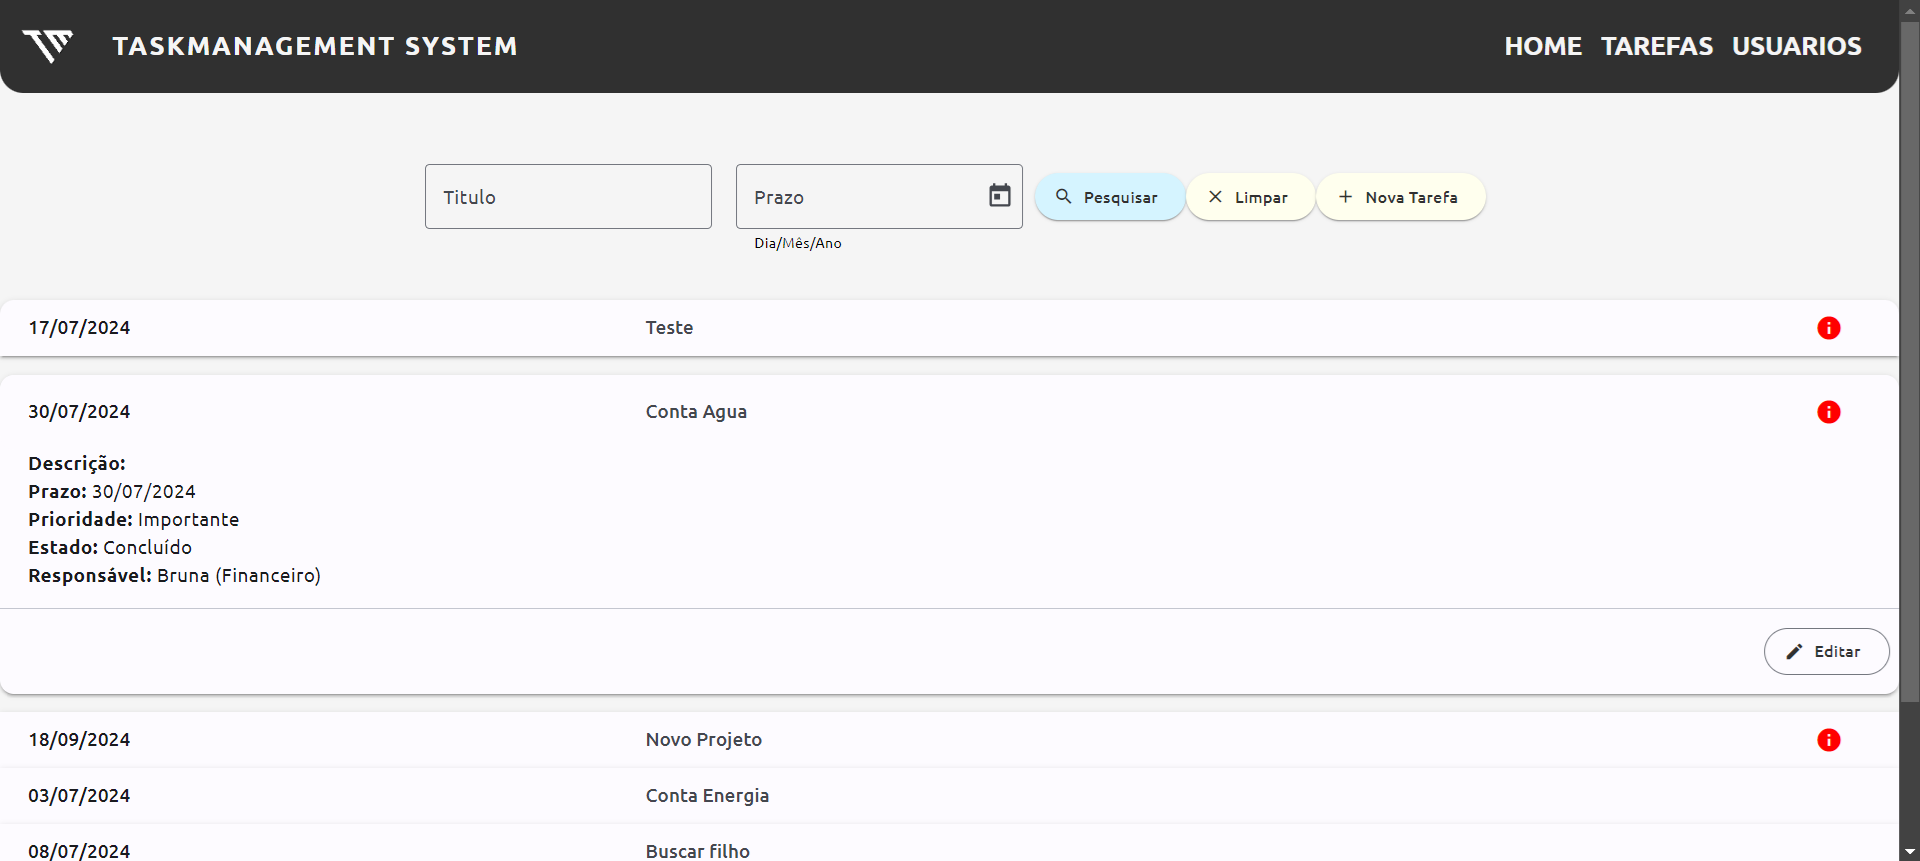 TASKMANAGEMENT SYSTEM
HOME TAREFAS USUARIOS
Titulo
Prazo
Pesquisar
Limpar
Nova Tarefa
Dia/Mês/Ano
17/07/2024 Teste
30/07/2024 Conta Agua
Descrição:
Prazo: 30/07/2024
Prioridade: Importante
Estado: Concluído
Responsável: Bruna (Financeiro)
Editar
18/09/2024 Novo Projeto
03/07/2024 Conta Energia
08/07/2024 Buscar filho